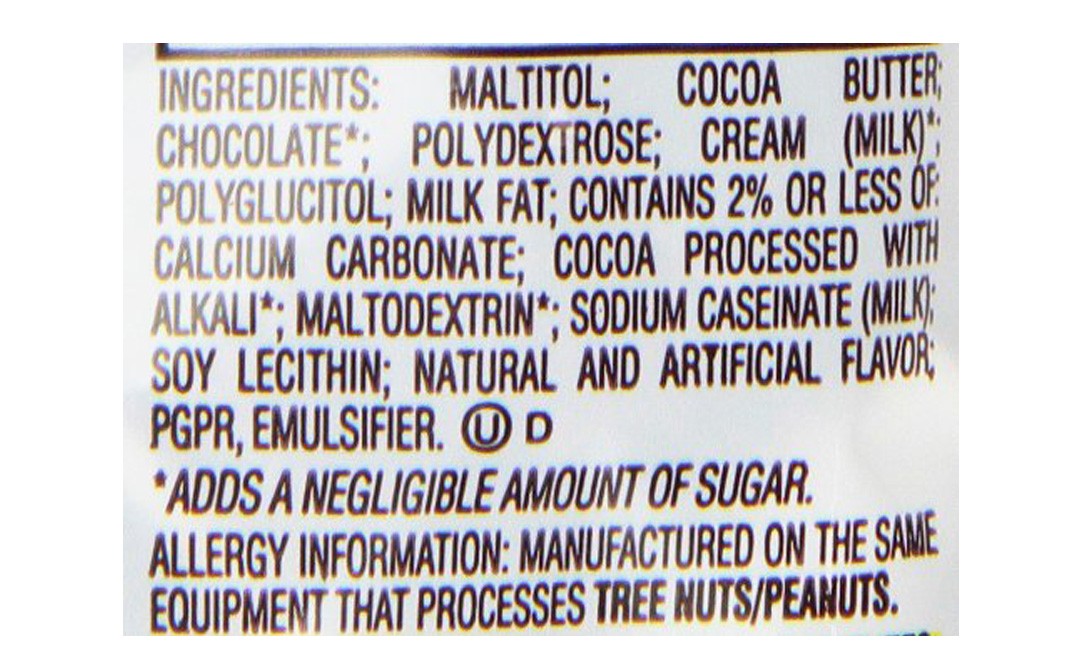 INGREDIENTS: MALTITOL; COCOA BUTTER;
CHOCOLATE*; POLYDEXTROSE; CREAM (MILK)*;
POLYGLUCITOL; MILK FAT; CONTAINS 2% OR LESS OF:
CALCIUM CARBONATE; COCOA PROCESSED WITH
ALKALI*; MALTODEXTRIN*; SODIUM CASEINATE (MILK);
SOY LECITHIN; NATURAL AND ARTIFICIAL FLAVOR;
PGPR, EMULSIFIER. Ⓤ D
*ADDS A NEGLIGIBLE AMOUNT OF SUGAR.
ALLERGY INFORMATION: MANUFACTURED ON THE SAME
EQUIPMENT THAT PROCESSES TREE NUTS/PEANUTS.